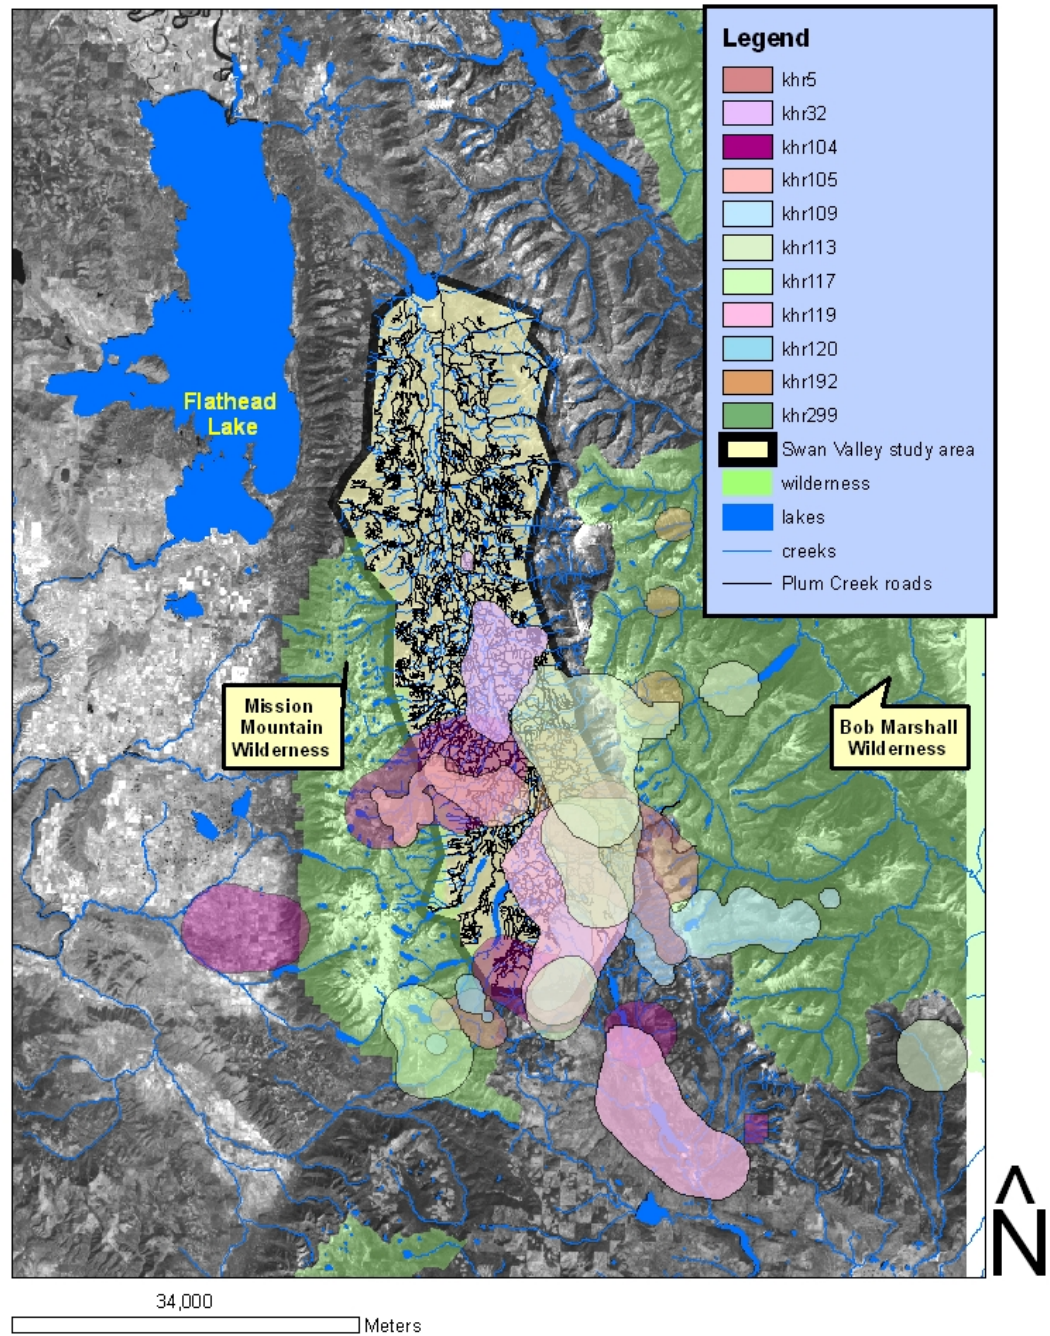 Legend
khr5
khr32
khr104
khr105
khr109
khr113
khr117
khr119
khr120
khr192
khr299
Swan Valley study area
wilderness
lakes
creeks
Plum Creek roads
Flathead
Lake
Mission
Mountain
Wilderness
Bob Marshall
Wilderness
N
34,000
Meters